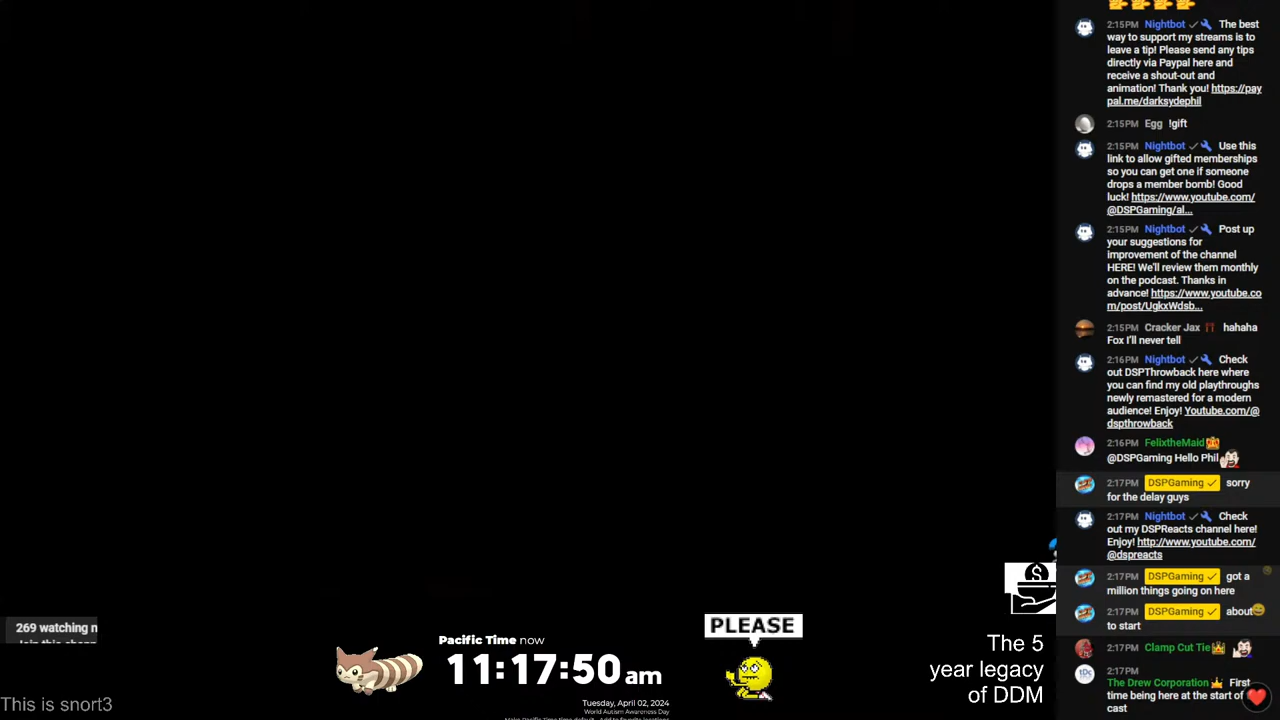 2:15PM Nightbot The best
way to support my streams is to
leave a tip! Please send any tips
directly via Paypal here and
receive a shout-out and
animation! Thank you! https://pay
pal.me/darksydephil
2:15PM Egg !gift
2:15PM Nightbot Use this
link to allow gifted memberships
so you can get one if someone
drops a member bomb! Good
luck! https://www.youtube.com/
@DSPGaming/al...
2:15PM Nightbot Post up
your suggestions for
improvement of the channel
HERE! We'll review them monthly
on the podcast. Thanks in
advance! https://www.youtube.co
m/post/UgkxWdsb...
2:15PM Cracker Jax hahaha
Fox I'll never tell
2:16PM Nightbot Check
out DSPThrowback here where
you can find my old playthroughs
newly remastered for a modern
audience! Enjoy! Youtube.com/@
dspthrowback
2:16PM FelixtheMaid
@DSPGaming Hello Phil
2:17PM DSPGaming sorry
for the delay guys
2:17PM Nightbot Check
out my DSPReacts channel here!
Enjoy! http://www.youtube.com/
@dspreacts
2:17PM DSPGaming got a
million things going on here
2:17PM DSPGaming about
to start
2:17PM Clamp Cut Tie
2:17PM
The Drew Corporation First
time being here at the start of
cast
269 watching n
Pacific Time now
11:17:50 am
Tuesday, April 02, 2024
World Autism Awareness Day
PLEASE
The 5
year legacy
of DDM
This is snort3